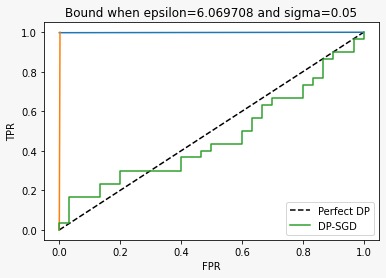 Bound when epsilon=6.069708 and sigma=0.05
1.0
0.8
0.6
0.4
0.2
0.0
TPR
0.0 0.2 0.4 0.6 0.8 1.0
FPR
Perfect DP
DP-SGD